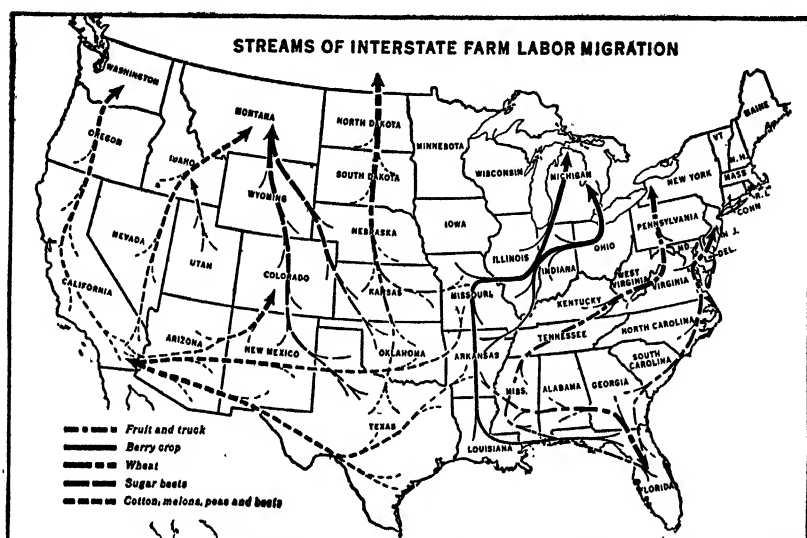 STREAMS OF INTERSTATE FARM LABOR MIGRATION
WASHINGTON
OREGON
IDAHO
MONTANA
NORTH DAKOTA
MINNESOTA
SOUTH DAKOTA
WISCONSIN
MICHIGAN
WYOMING
NEBRASKA
IOWA
NEW YORK
VT
N.H.
MAINE
MASS
R.I.
CONN
NEVADA
UTAH
COLORADO
KANSAS
MISSOURI
ILLINOIS
INDIANA
OHIO
PENNSYLVANIA
N J.
MD.
DEL.
WEST
VIRGINIA
VIRGINIA
KENTUCKY
CALIFORNIA
ARIZONA
NEW MEXICO
OKLAHOMA
ARKANSAS
TENNESSEE
NORTH CAROLINA
SOUTH
CAROLINA
MISS.
ALABAMA
GEORGIA
TEXAS
LOUISIANA
FLORIDA
Fruit and truck
Berry crop
Wheat
Sugar beets
Cotton, melons, peas and beets